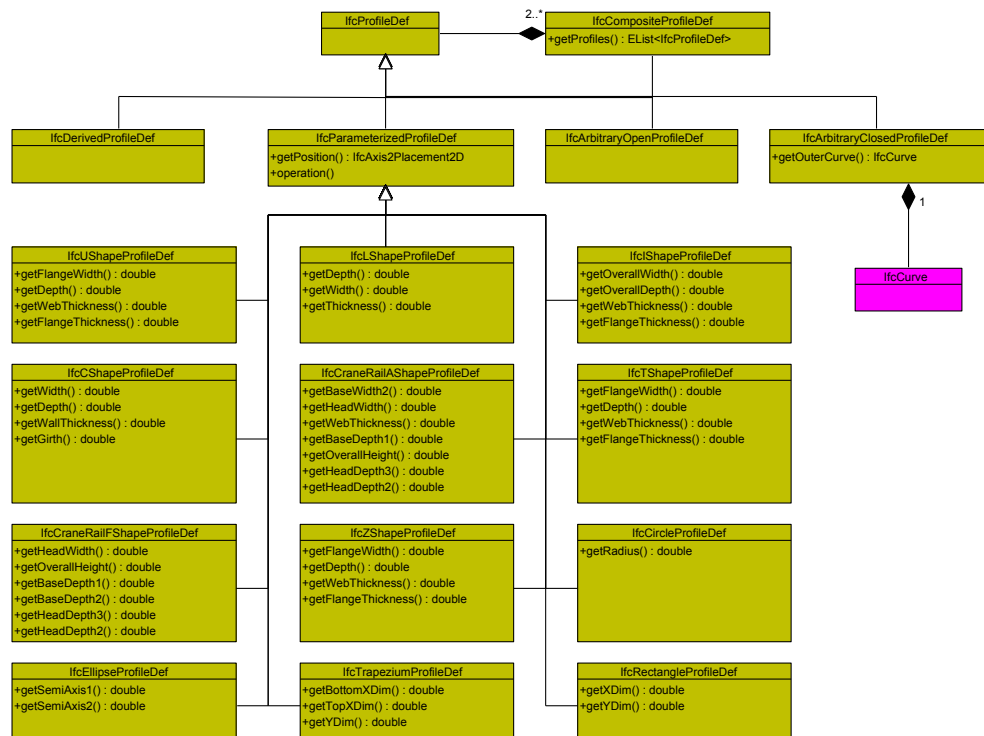 IfcProfileDef
2..*
IfcCompositeProfileDef
+getProfiles() : EList<IfcProfileDef>
IfcDerivedProfileDef
IfcParameterizedProfileDef
+getPosition() : IfcAxis2Placement2D
+operation()
IfcArbitraryOpenProfileDef
IfcArbitraryClosedProfileDef
+getOuterCurve() : IfcCurve
1
IfcCurve
IfcUShapeProfileDef
+getFlangeWidth() : double
+getDepth() : double
+getWebThickness() : double
+getFlangeThickness() : double
IfcLShapeProfileDef
+getDepth() : double
+getWidth() : double
+getThickness() : double
IfcIShapeProfileDef
+getOverallWidth() : double
+getOverallDepth() : double
+getWebThickness() : double
+getFlangeThickness() : double
IfcCShapeProfileDef
+getWidth() : double
+getDepth() : double
+getWallThickness() : double
+getGirth() : double
IfcCraneRailAShapeProfileDef
+getBaseWidth2() : double
+getHeadWidth() : double
+getWebThickness() : double
+getBaseDepth1() : double
+getOverallHeight() : double
+getHeadDepth3() : double
+getHeadDepth2() : double
IfcTShapeProfileDef
+getFlangeWidth() : double
+getDepth() : double
+getWebThickness() : double
+getFlangeThickness() : double
IfcCraneRailFShapeProfileDef
+getHeadWidth() : double
+getOverallHeight() : double
+getBaseDepth1() : double
+getBaseDepth2() : double
+getHeadDepth3() : double
+getHeadDepth2() : double
IfcZShapeProfileDef
+getFlangeWidth() : double
+getDepth() : double
+getWebThickness() : double
+getFlangeThickness() : double
IfcCircleProfileDef
+getRadius() : double
IfcEllipseProfileDef
+getSemiAxis1() : double
+getSemiAxis2() : double
IfcTrapeziumProfileDef
+getBottomXDim() : double
+getTopXDim() : double
+getYDim() : double
IfcRectangleProfileDef
+getXDim() : double
+getYDim() : double